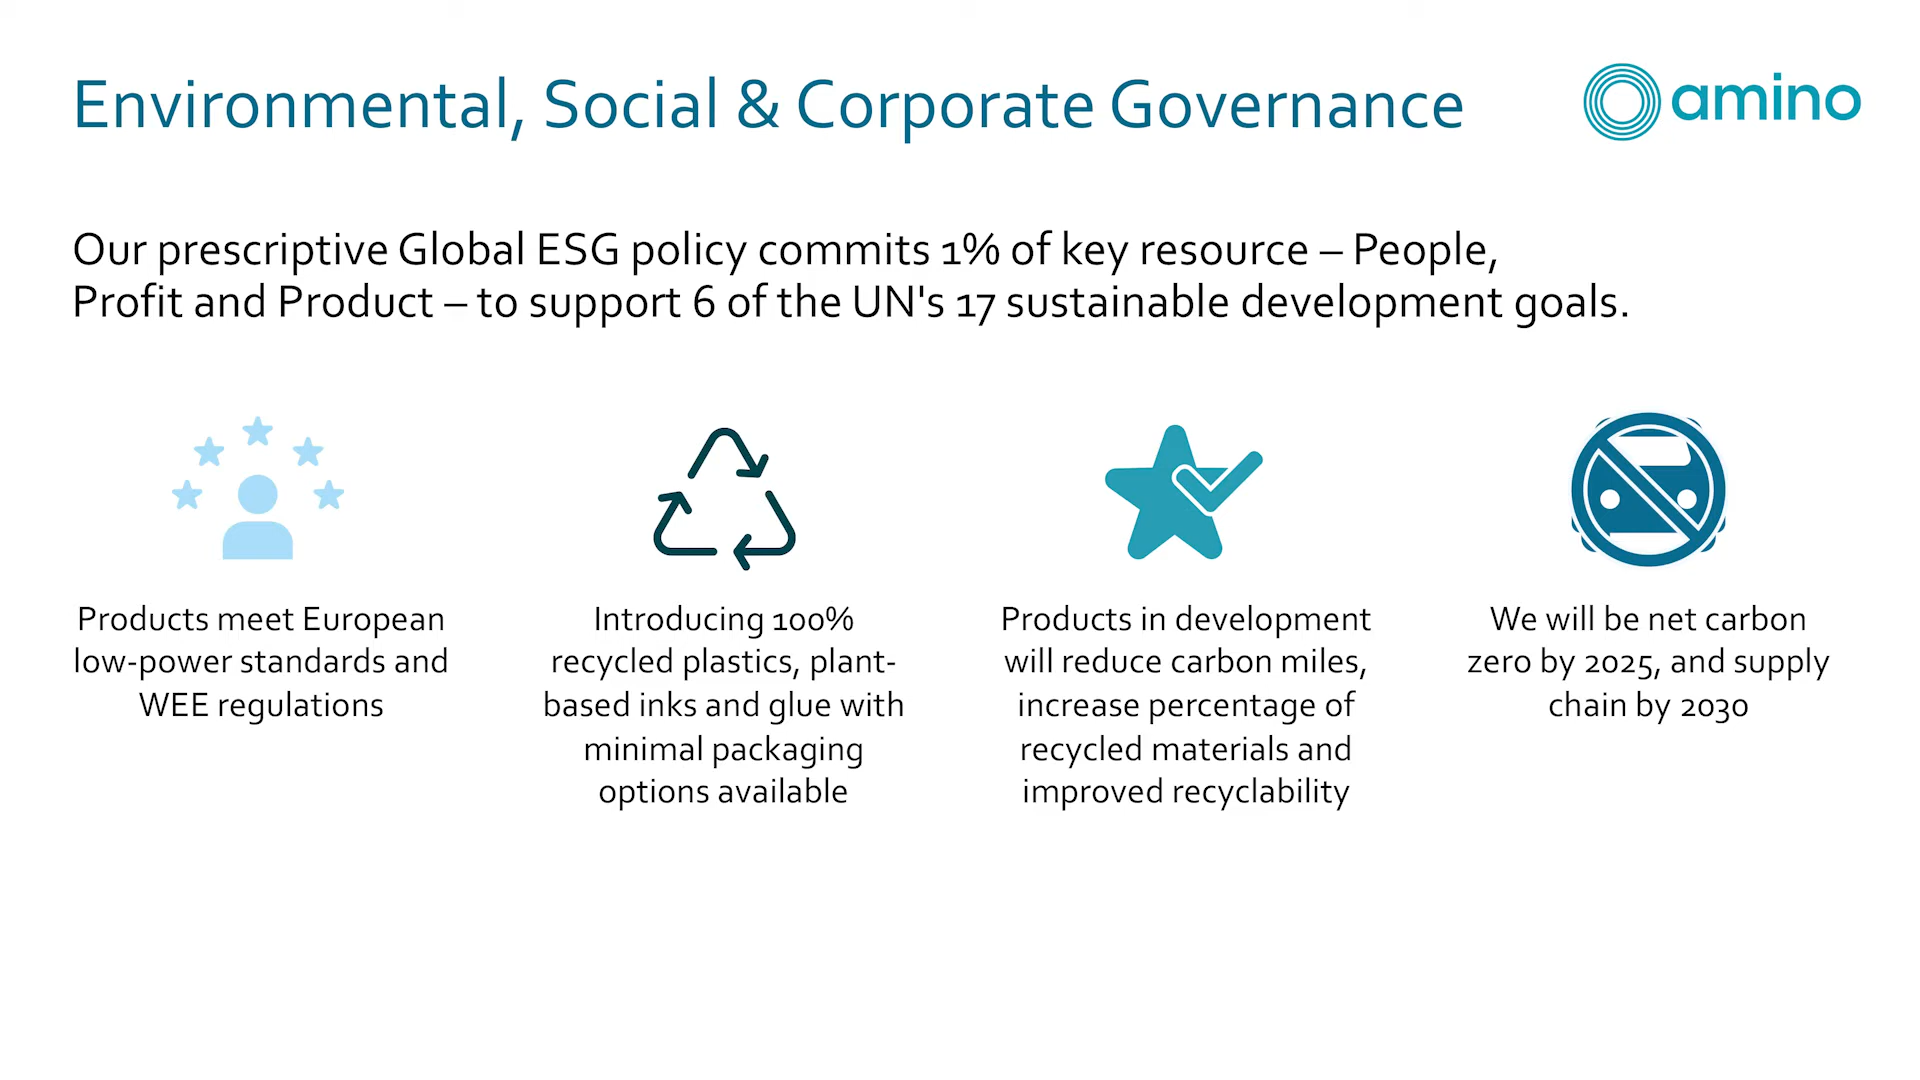 Environmental, Social & Corporate Governance
amino
Our prescriptive Global ESG policy commits 1% of key resource – People,
Profit and Product – to support 6 of the UN's 17 sustainable development goals.
Products meet European
low-power standards and
WEE regulations
Introducing 100%
recycled plastics, plant-
based inks and glue with
minimal packaging
options available
Products in development
will reduce carbon miles,
increase percentage of
recycled materials and
improved recyclability
We will be net carbon
zero by 2025, and supply
chain by 2030